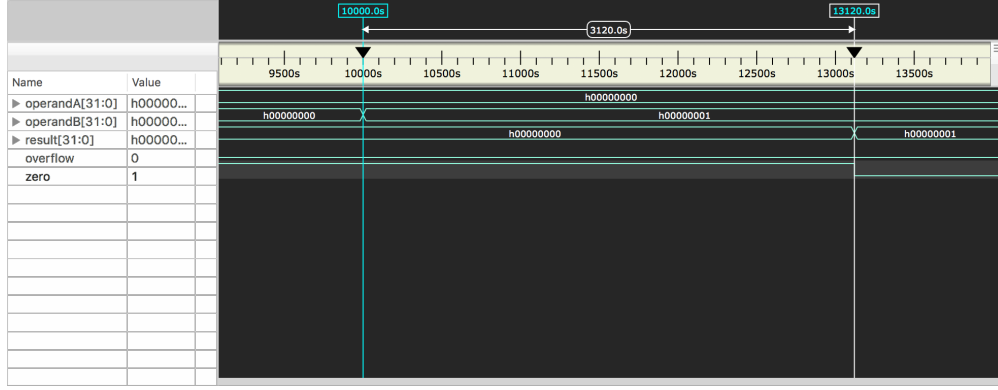 10000.0s 13120.0s
3120.0s
9500s 10000s 10500s 11000s 11500s 12000s 12500s 13000s 13500s
Name Value
operandA[31:0] h00000... h00000000
operandB[31:0] h00000... h00000000 h00000001
result[31:0] h00000... h00000000 h00000001
overflow 0
zero 1